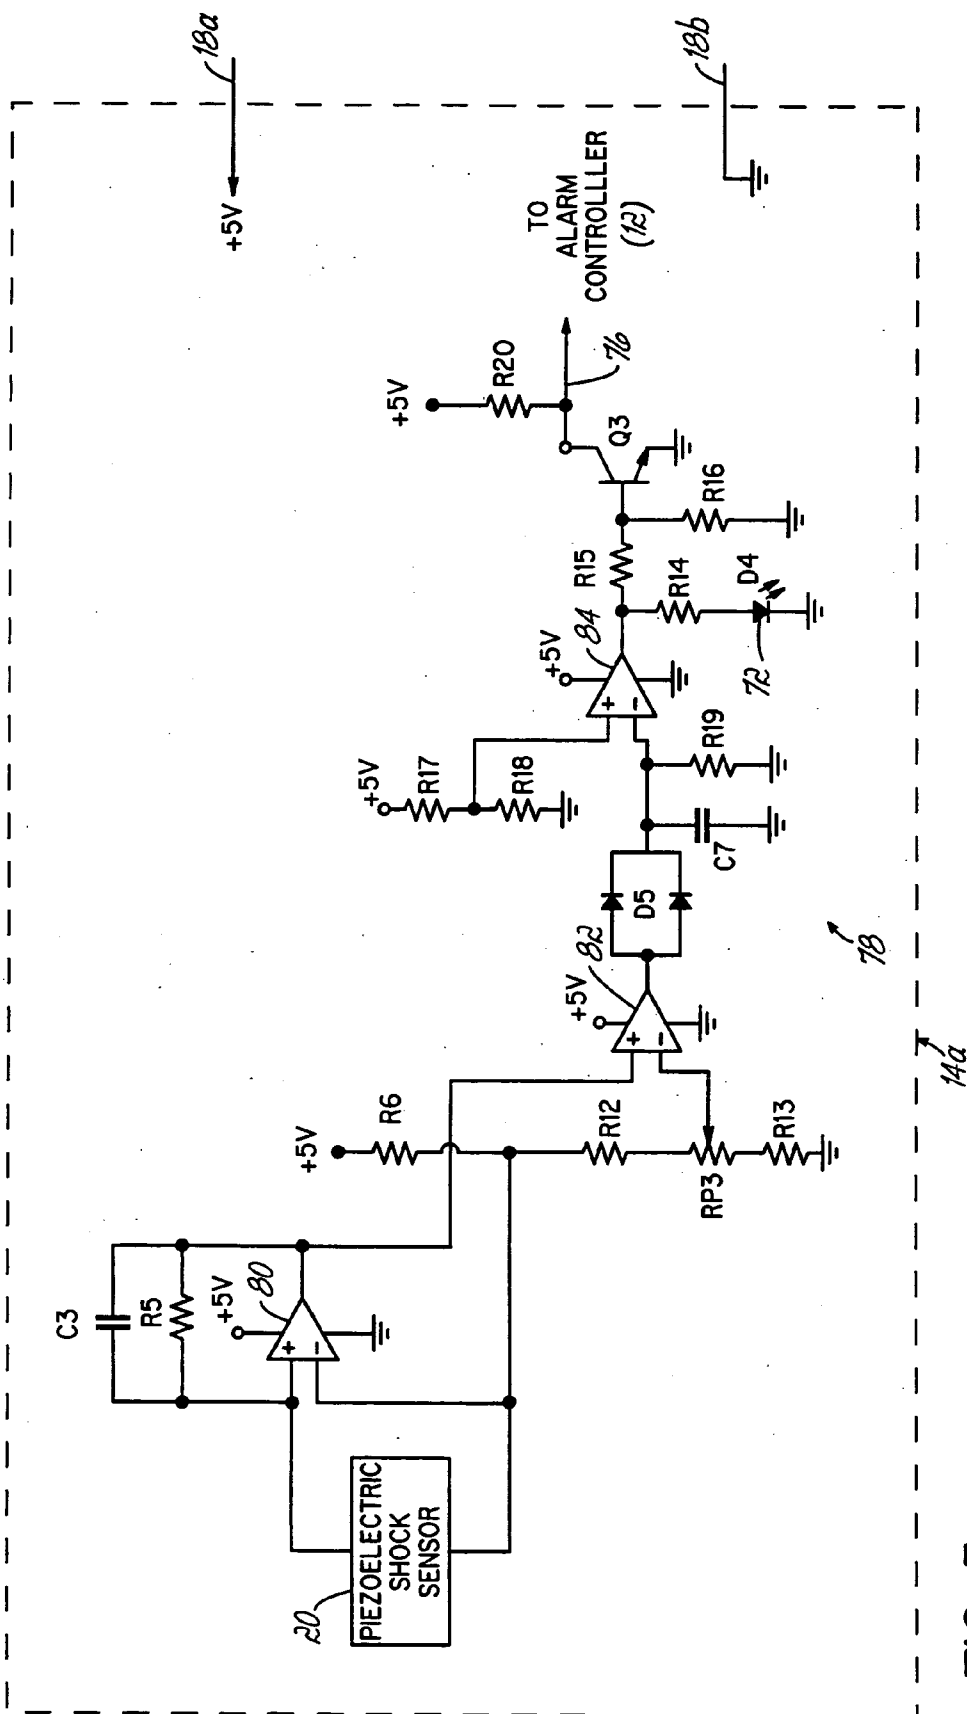 18a
+5V
18b
TO
ALARM
CONTROLLLER
(12)
+5V
R20
76
Q3
R16
R15
R14
D4
72
+5V
84
+5V
R17
R18
R19
C7
D5
+5V
82
78
14a
+5V
R6
R12
RP3
R13
C3
R5
+5V
80
PIEZOELECTRIC
SHOCK
SENSOR
20